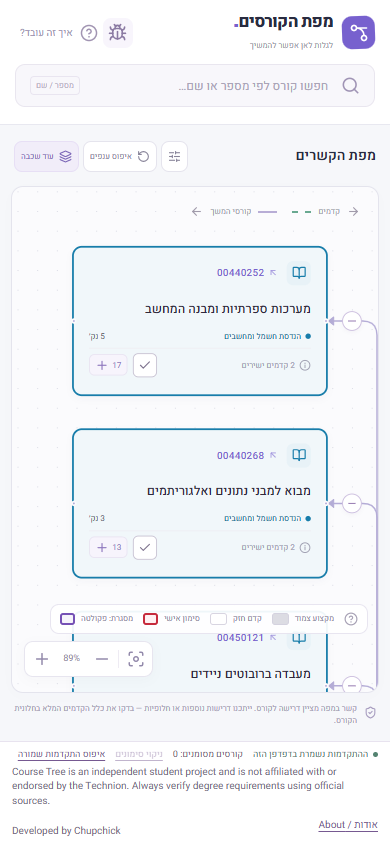 מפת הקורסים.
לגלות לאן אפשר להמשיך
איך זה עובד?
חפשו קורס לפי מספר או שם...
מספר / שם
מפת הקשרים
איפוס ענפים
עוד שכבה
קדמים
קורסי המשך
00440252
מערכות ספרתיות ומבנה המחשב
הנדסת חשמל ומחשבים
5 נק'
2 קדמים ישירים
17
00440268
מבוא למבני נתונים ואלגוריתמים
הנדסת חשמל ומחשבים
3 נק'
2 קדמים ישירים
13
מקצוע צמוד
קדם חזק
סימון אישי
מסגרת: פקולטה
00450121
מעבדה ברובוטים ניידים
89%
קשר במפה מציין דרישה לקורס. ייתכנו דרישות נוספות או חלופיות – בדקו את כלל הקדמים המלא בחלונית
הקורס.
ההתקדמות נשמרת בדפדפן הזה
קורסים מסומנים: 0
ניקוי סימונים
איפוס התקדמות שמורה
Course Tree is an independent student project and is not affiliated with or
endorsed by the Technion. Always verify degree requirements using official
sources.
Developed by Chupchick
About / אודות